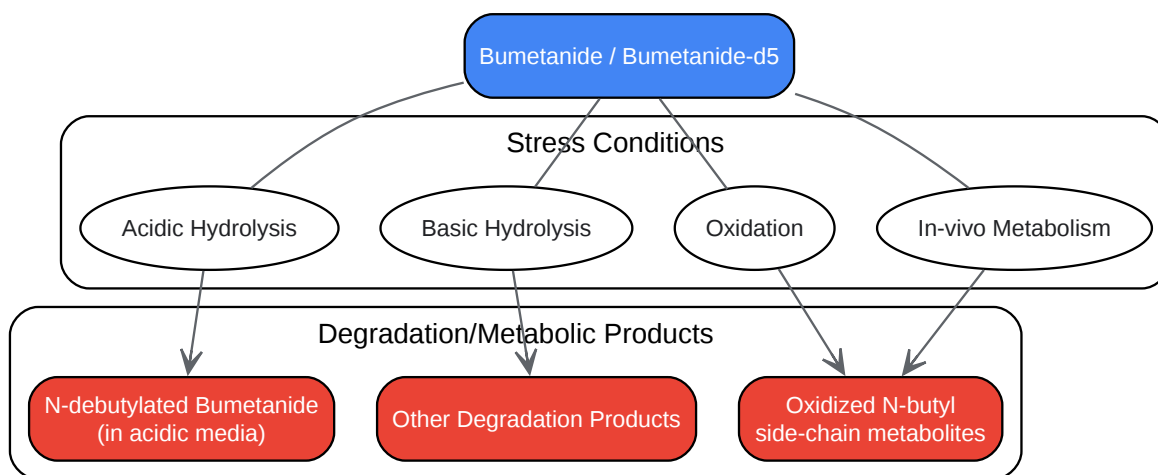 Bumetanide / Bumetanide-d5
Stress Conditions
Acidic Hydrolysis
Basic Hydrolysis
Oxidation
In-vivo Metabolism
Degradation/Metabolic Products
N-debutylated Bumetanide
(in acidic media)
Other Degradation Products
Oxidized N-butyl
side-chain metabolites